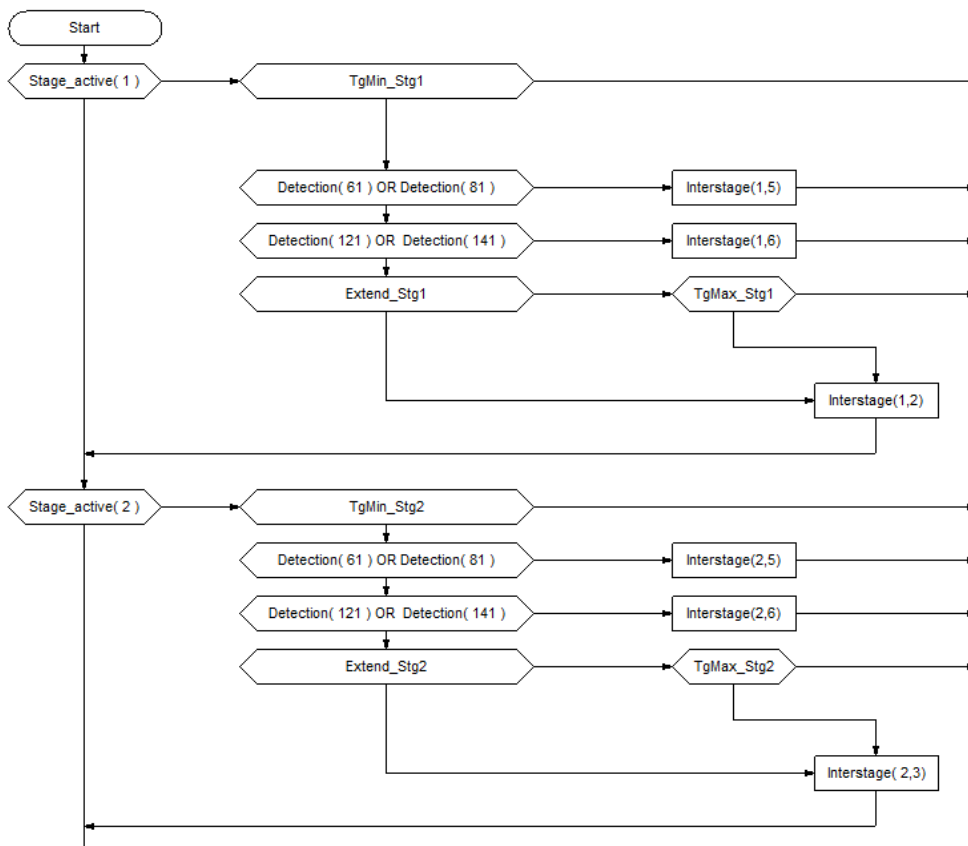 Start
Stage_active( 1 )
TgMin_Stg1
Detection( 61 ) OR Detection( 81 )
Interstage(1,5)
Detection( 121 ) OR  Detection( 141 )
Interstage(1,6)
Extend_Stg1
TgMax_Stg1
Interstage(1,2)
Stage_active( 2 )
TgMin_Stg2
Detection( 61 ) OR Detection( 81 )
Interstage(2,5)
Detection( 121 ) OR  Detection( 141 )
Interstage(2,6)
Extend_Stg2
TgMax_Stg2
Interstage( 2,3)